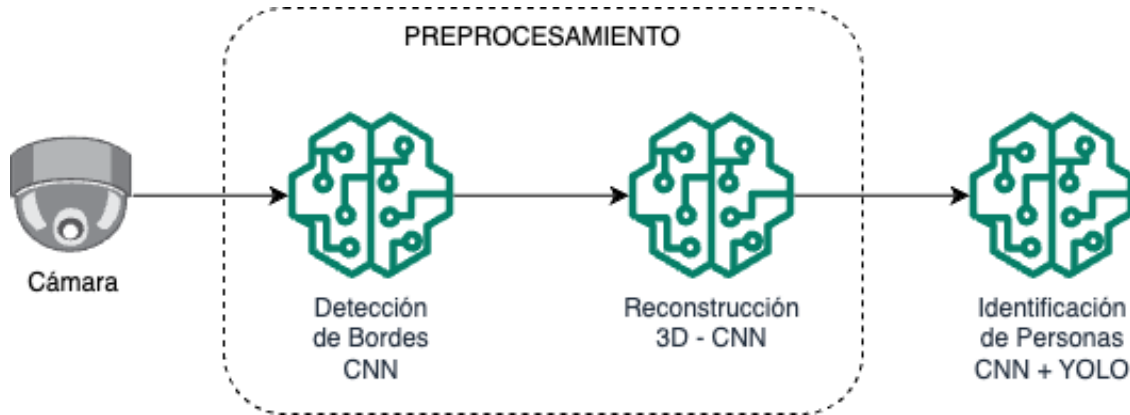 PREPROCESAMIENTO
Cámara
Detección
de Bordes
CNN
Reconstrucción
3D - CNN
Identificación
de Personas
CNN + YOLO